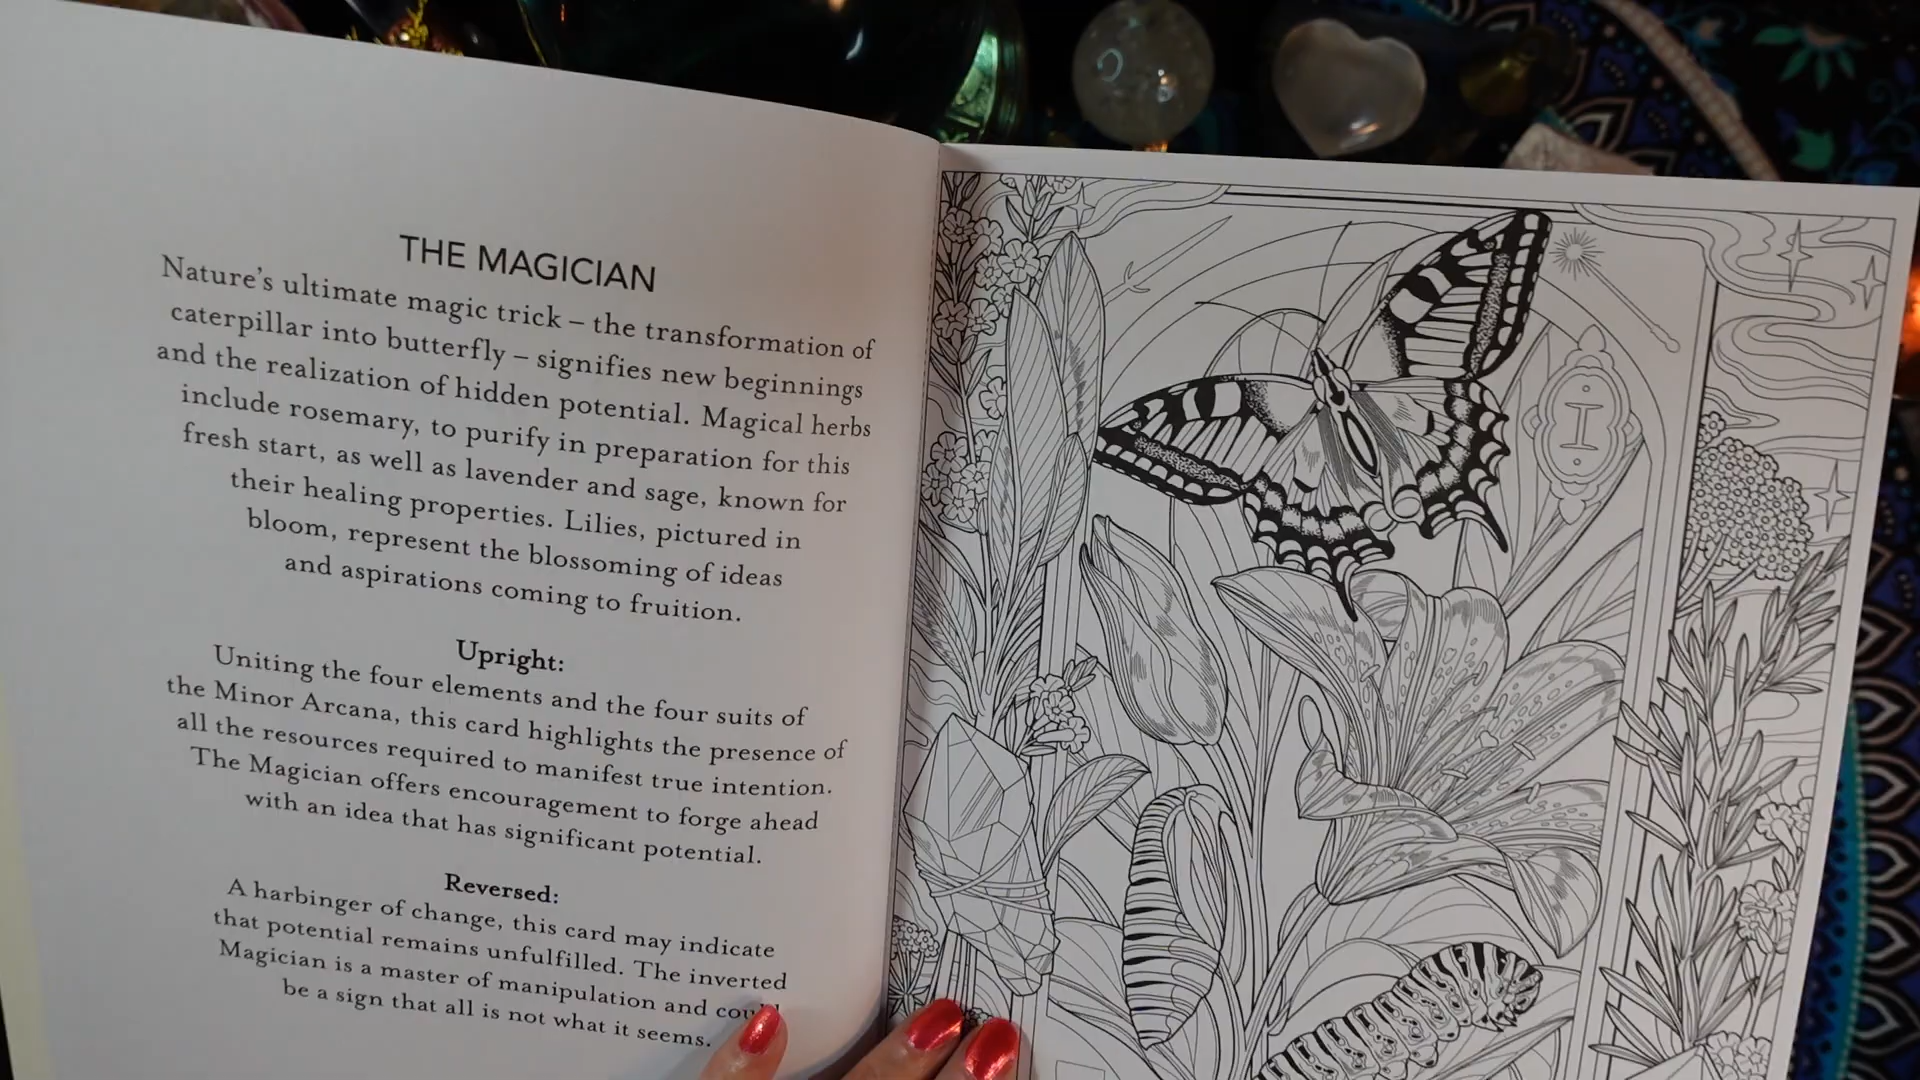 THE MAGICIAN
Nature's ultimate magic trick – the transformation of
caterpillar into butterfly – signifies new beginnings
and the realization of hidden potential. Magical herbs
include rosemary, to purify in preparation for this
fresh start, as well as lavender and sage, known for
their healing properties. Lilies, pictured in
bloom, represent the blossoming of ideas
and aspirations coming to fruition.
Upright:
Uniting the four elements and the four suits of
the Minor Arcana, this card highlights the presence of
all the resources required to manifest true intention.
The Magician offers encouragement to forge ahead
with an idea that has significant potential.
Reversed:
A harbinger of change, this card may indicate
that potential remains unfulfilled. The inverted
Magician is a master of manipulation and could
be a sign that all is not what it seems.
I